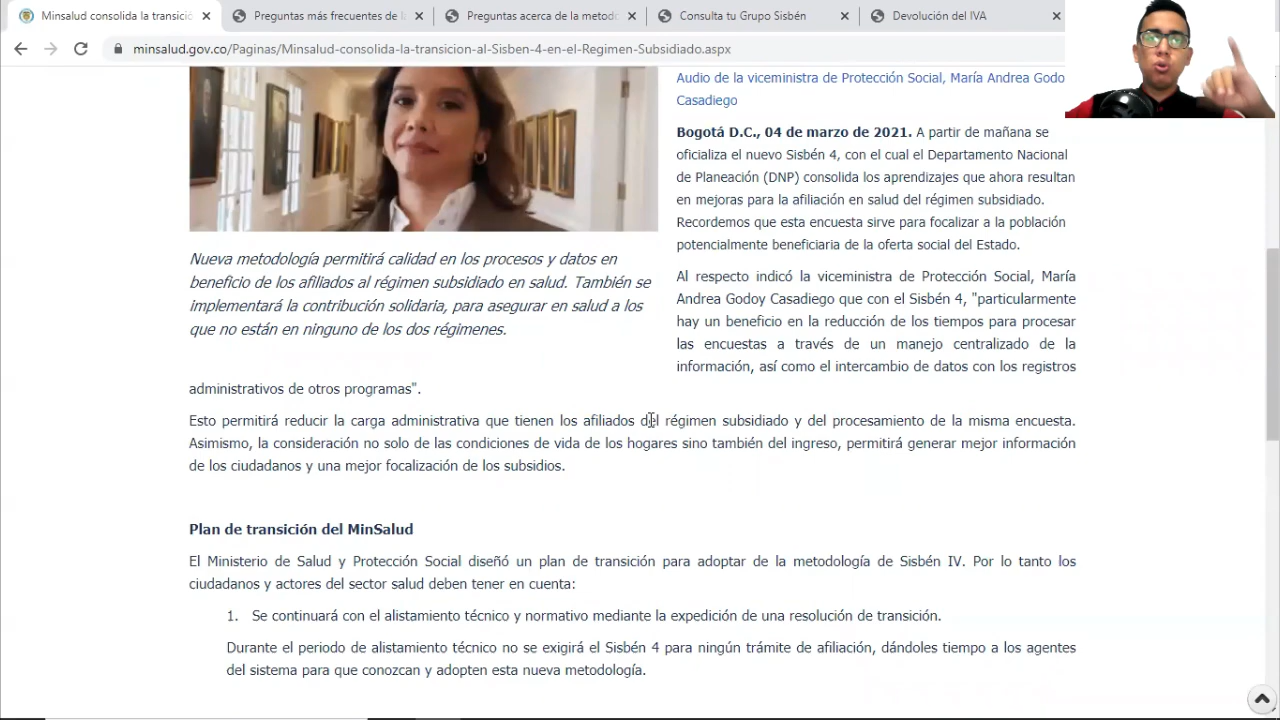 Minsalud consolida la transició
Preguntas más frecuentes de la
Preguntas acerca de la metodo
Consulta tu Grupo Sisbén
Devolución del IVA
minsalud.gov.co/Paginas/Minsalud-consolida-la-transicion-al-Sisben-4-en-el-Regimen-Subsidiado.aspx
Audio de la viceministra de Protección Social, María Andrea Godo
Casadiego
Bogotá D.C., 04 de marzo de 2021. A partir de mañana se
oficializa el nuevo Sisbén 4, con el cual el Departamento Nacional
de Planeación (DNP) consolida los aprendizajes que ahora resultan
en mejoras para la afiliación en salud del régimen subsidiado.
Recordemos que esta encuesta sirve para focalizar a la población
potencialmente beneficiaria de la oferta social del Estado.
Nueva metodología permitirá calidad en los procesos y datos en
beneficio de los afiliados al régimen subsidiado en salud. También se
implementará la contribución solidaria, para asegurar en salud a los
que no están en ninguno de los dos régimenes.
Al respecto indicó la viceministra de Protección Social, María
Andrea Godoy Casadiego que con el Sisbén 4, "particularmente
hay un beneficio en la reducción de los tiempos para procesar
las encuestas a través de un manejo centralizado de la
información, así como el intercambio de datos con los registros
administrativos de otros programas".
Esto permitirá reducir la carga administrativa que tienen los afiliados del régimen subsidiado y del procesamiento de la misma encuesta.
Asimismo, la consideración no solo de las condiciones de vida de los hogares sino también del ingreso, permitirá generar mejor información
de los ciudadanos y una mejor focalización de los subsidios.
Plan de transición del MinSalud
El Ministerio de Salud y Protección Social diseñó un plan de transición para adoptar de la metodología de Sisbén IV. Por lo tanto los
ciudadanos y actores del sector salud deben tener en cuenta:
1. Se continuará con el alistamiento técnico y normativo mediante la expedición de una resolución de transición.
Durante el periodo de alistamiento técnico no se exigirá el Sisbén 4 para ningún trámite de afiliación, dándoles tiempo a los agentes
del sistema para que conozcan y adopten esta nueva metodología.